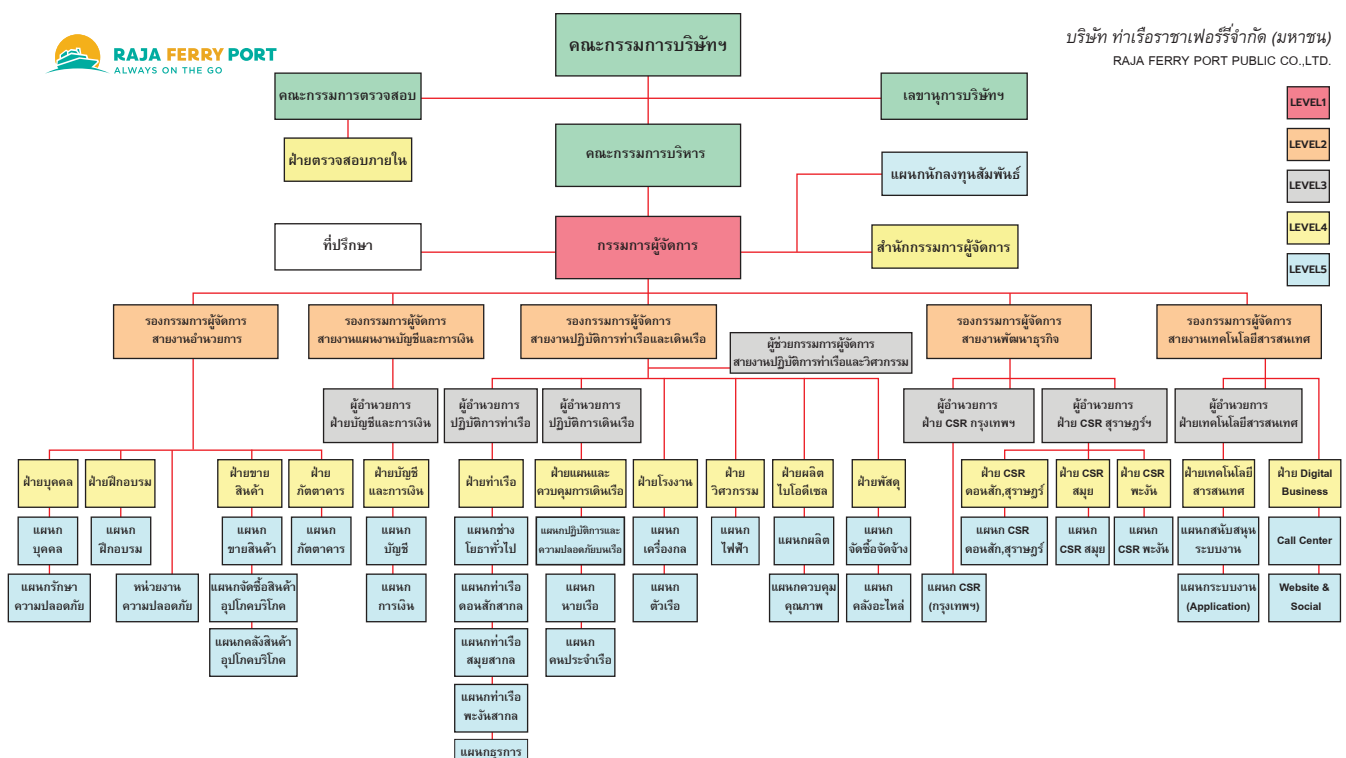 RAJA FERRY PORT
ALWAYS ON THE GO
คณะกรรมการบริษัทฯ
บริษัท ท่าเรือราชาเฟอร์รี่จำกัด (มหาชน)
RAJA FERRY PORT PUBLIC CO.,LTD.
คณะกรรมการตรวจสอบ
เลขานุการบริษัทฯ
LEVEL1
LEVEL2
LEVEL3
LEVEL4
LEVEL5
ฝ่ายตรวจสอบภายใน
คณะกรรมการบริหาร
แผนกนักลงทุนสัมพันธ์
ที่ปรึกษา
กรรมการผู้จัดการ
สำนักกรรมการผู้จัดการ
รองกรรมการผู้จัดการ
สายงานอำนวยการ
รองกรรมการผู้จัดการ
สายงานแผนงานบัญชีและการเงิน
รองกรรมการผู้จัดการ
สายงานปฏิบัติการท่าเรือและเดินเรือ
รองกรรมการผู้จัดการ
สายงานพัฒนาธุรกิจ
รองกรรมการผู้จัดการ
สายงานเทคโนโลยีสารสนเทศ
ผู้ช่วยกรรมการผู้จัดการ
สายงานปฏิบัติการท่าเรือและวิศวกรรม
ผู้อำนวยการ
ฝ่ายบัญชีและการเงิน
ผู้อำนวยการ
ปฏิบัติการท่าเรือ
ผู้อำนวยการ
ปฏิบัติการเดินเรือ
ผู้อำนวยการ
ฝ่าย CSR กรุงเทพฯ
ผู้อำนวยการ
ฝ่าย CSR สุราษฎร์ฯ
ผู้อำนวยการ
ฝ่ายเทคโนโลยีสารสนเทศ
ฝ่ายบุคคล
ฝ่ายฝึกอบรม
ฝ่ายขาย
สินค้า
ฝ่าย
ภัตตาคาร
ฝ่ายบัญชี
และการเงิน
ฝ่ายท่าเรือ
ฝ่ายแผนและ
ควบคุมการเดินเรือ
ฝ่ายโรงงาน
ฝ่าย
วิศวกรรม
ฝ่ายผลิต
ไบโอดีเซล
ฝ่ายพัสดุ
ฝ่าย CSR
ดอนสัก,สุราษฎร์
ฝ่าย CSR
สมุย
ฝ่าย CSR
พะงัน
ฝ่ายเทคโนโลยี
สารสนเทศ
ฝ่าย Digital
Business
แผนก
บุคคล
แผนก
ฝึกอบรม
แผนก
ขายสินค้า
แผนก
ภัตตาคาร
แผนก
บัญชี
แผนกช่าง
โยธาทั่วไป
แผนกปฏิบัติการและ
ความปลอดภัยบนเรือ
แผนก
เครื่องกล
แผนก
ไฟฟ้า
แผนกผลิต
แผนก
จัดซื้อจัดจ้าง
แผนก CSR
ดอนสัก,สุราษฎร์
แผนก
CSR สมุย
แผนก
CSR พะงัน
แผนกสนับสนุน
ระบบงาน
Call Center
แผนกรักษา
ความปลอดภัย
หน่วยงาน
ความปลอดภัย
แผนกจัดซื้อสินค้า
อุปโภคบริโภค
แผนก
การเงิน
แผนกท่าเรือ
ดอนสักสากล
แผนก
นายเรือ
แผนก
ตัวเรือ
แผนกควบคุม
คุณภาพ
แผนก
คลังอะไหล่
แผนก CSR
(กรุงเทพฯ)
แผนกระบบงาน
(Application)
Website &
Social
แผนกคลังสินค้า
อุปโภคบริโภค
แผนกท่าเรือ
สมุยสากล
แผนก
คนประจำเรือ
แผนกท่าเรือ
พะงันสากล
แผนกธุรการ